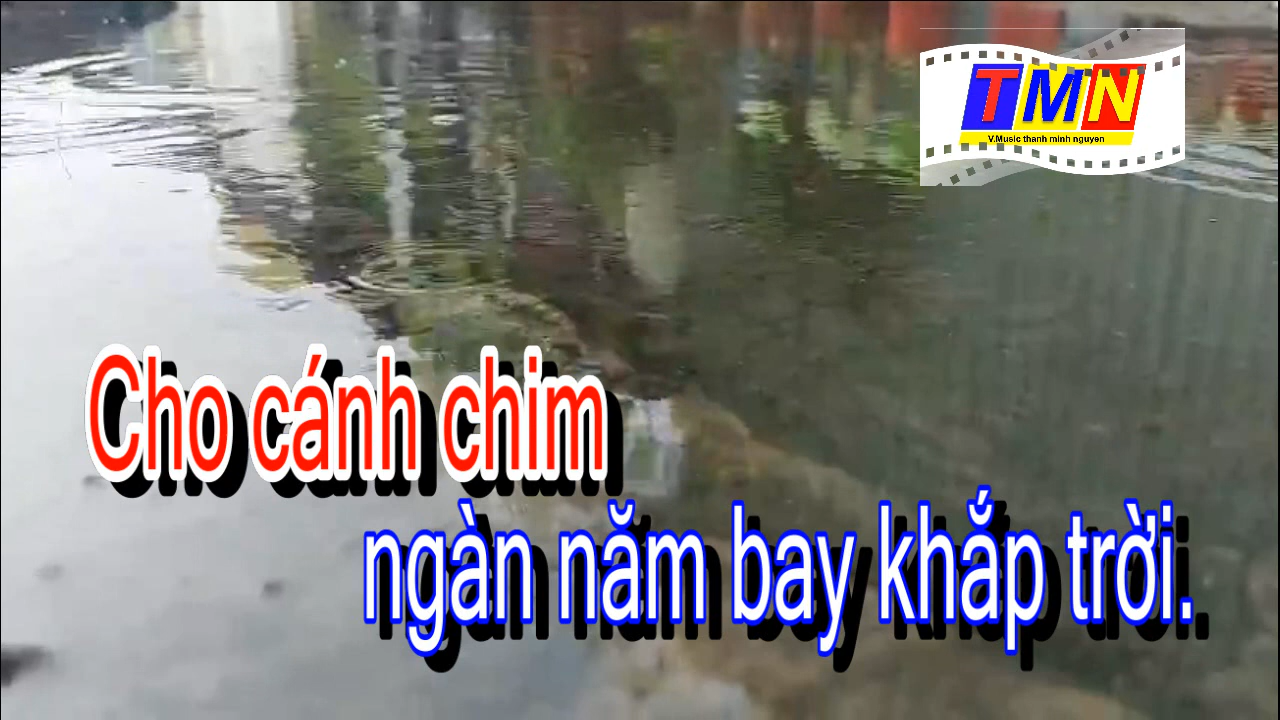 TMN
V.Music thanh minh nguyen
Cho cánh chim
ngàn năm bay khắp trời.